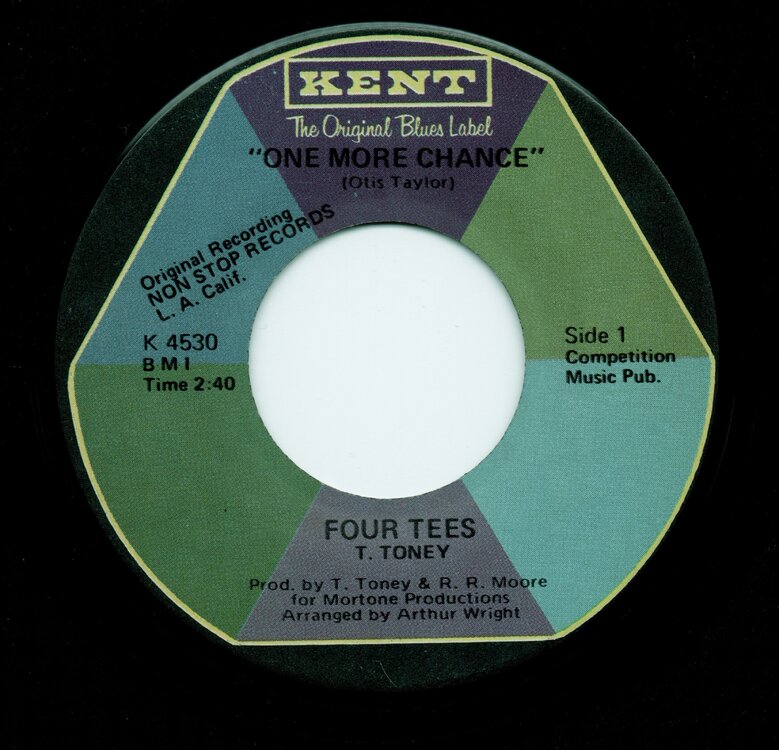 KENT
The Original Blues Label
"ONE MORE CHANCE"
(Otis Taylor)
Original Recording
NON STOP RECORDS
L. A. Calif.
K 4530
B M I
Time 2:40
Side 1
Competition
Music Pub.
FOUR TEES
T. TONEY
Prod. by T. Toney & R. R. Moore
for Mortone Productions
Arranged by Arthur Wright